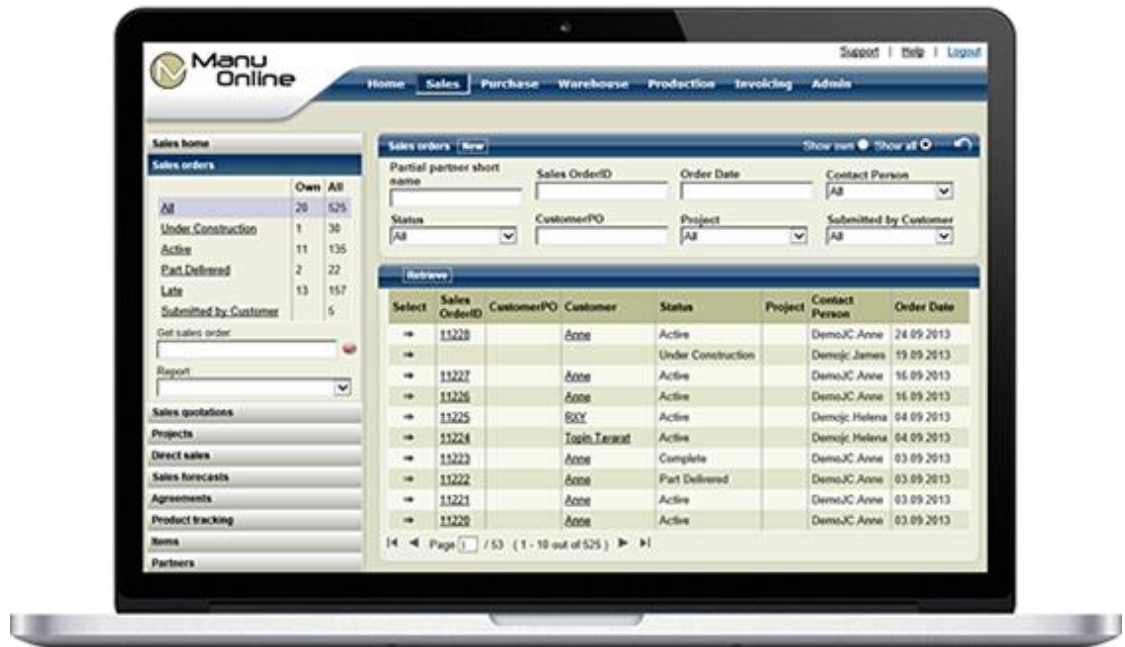 Manu
Online
Support | Help | Logout
Home Sales Purchase Warehouse Production Invoicing Admin
Sales home
Sales orders
Own All
All 20 525
Under Construction 1 30
Active 11 135
Part Delivered 2 22
Late 13 157
Submitted by Customer 5
Get sales order
Report
Sales quotations
Projects
Direct sales
Sales forecasts
Agreements
Product tracking
Items
Partners
Sales orders New Show own Show all
Partial partner short
name
Sales OrderID Order Date Contact Person
All
Status CustomerPO Project Submitted by Customer
All All All
Retrieve
Select Sales OrderID CustomerPO Customer Status Project Contact Person Order Date
11228 Anne Active DemoJC Anne 24.09.2013
Under Construction Demojc James 19.09.2013
11227 Anne Active DemoJC Anne 16.09.2013
11226 Anne Active DemoJC Anne 16.09.2013
11225 RXY Active Demojc Helena 04.09.2013
11224 Topin Tavarat Active Demojc Helena 04.09.2013
11223 Anne Complete DemoJC Anne 03.09.2013
11222 Anne Part Delivered DemoJC Anne 03.09.2013
11221 Anne Active DemoJC Anne 03.09.2013
11220 Anne Active DemoJC Anne 03.09.2013
Page 1 / 53 ( 1 - 10 out of 525 )